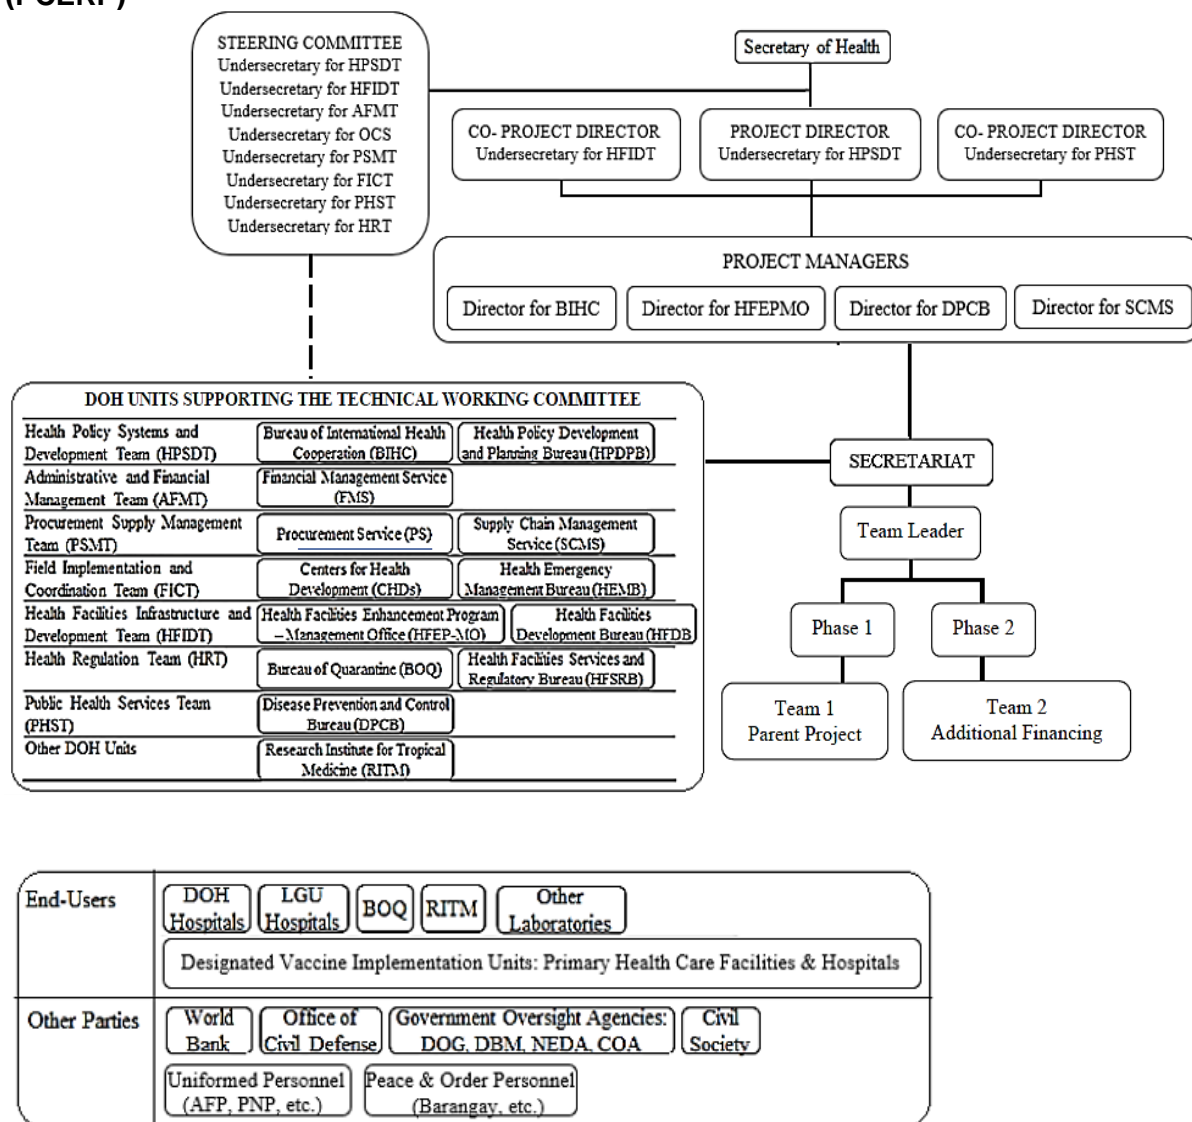 STEERING COMMITTEE
Undersecretary for HPSDT
Undersecretary for HFIDT
Undersecretary for AFMT
Undersecretary for OCS
Undersecretary for PSMT
Undersecretary for FICT
Undersecretary for PHST
Undersecretary for HRT
Secretary of Health
CO- PROJECT DIRECTOR
Undersecretary for HFIDT
PROJECT DIRECTOR
Undersecretary for HPSDT
CO- PROJECT DIRECTOR
Undersecretary for PHST
PROJECT MANAGERS
Director for BIHC
Director for HFEPMO
Director for DPCB
Director for SCMS
DOH UNITS SUPPORTING THE TECHNICAL WORKING COMMITTEE
Health Policy Systems and
Development Team (HPSDT)
Bureau of International Health
Cooperation (BIHC)
Health Policy Development
and Planning Bureau (HPDPB)
Administrative and Financial
Management Team (AFMT)
Financial Management Service
(FMS)
Procurement Supply Management
Team (PSMT)
Procurement Service (PS)
Supply Chain Management
Service (SCMS)
Field Implementation and
Coordination Team (FICT)
Centers for Health
Development (CHDs)
Health Emergency
Management Bureau (HEMB)
Health Facilities Infrastructure and
Development Team (HFIDT)
Health Facilities Enhancement Program
– Management Office (HFEP-MO)
Health Facilities
Development Bureau (HFDB
Health Regulation Team (HRT)
Bureau of Quarantine (BOQ)
Health Facilities Services and
Regulatory Bureau (HFSRB)
Public Health Services Team
(PHST)
Disease Prevention and Control
Bureau (DPCB)
Other DOH Units
Research Institute for Tropical
Medicine (RITM)
SECRETARIAT
Team Leader
Phase 1
Phase 2
Team 1
Parent Project
Team 2
Additional Financing
End-Users
DOH
Hospitals
LGU
Hospitals
BOQ
RITM
Other
Laboratories
Designated Vaccine Implementation Units: Primary Health Care Facilities & Hospitals
Other Parties
World
Bank
Office of
Civil Defense
Government Oversight Agencies:
DOG, DBM, NEDA, COA
Civil
Society
Uniformed Personnel
(AFP, PNP, etc.)
Peace & Order Personnel
(Barangay, etc.)